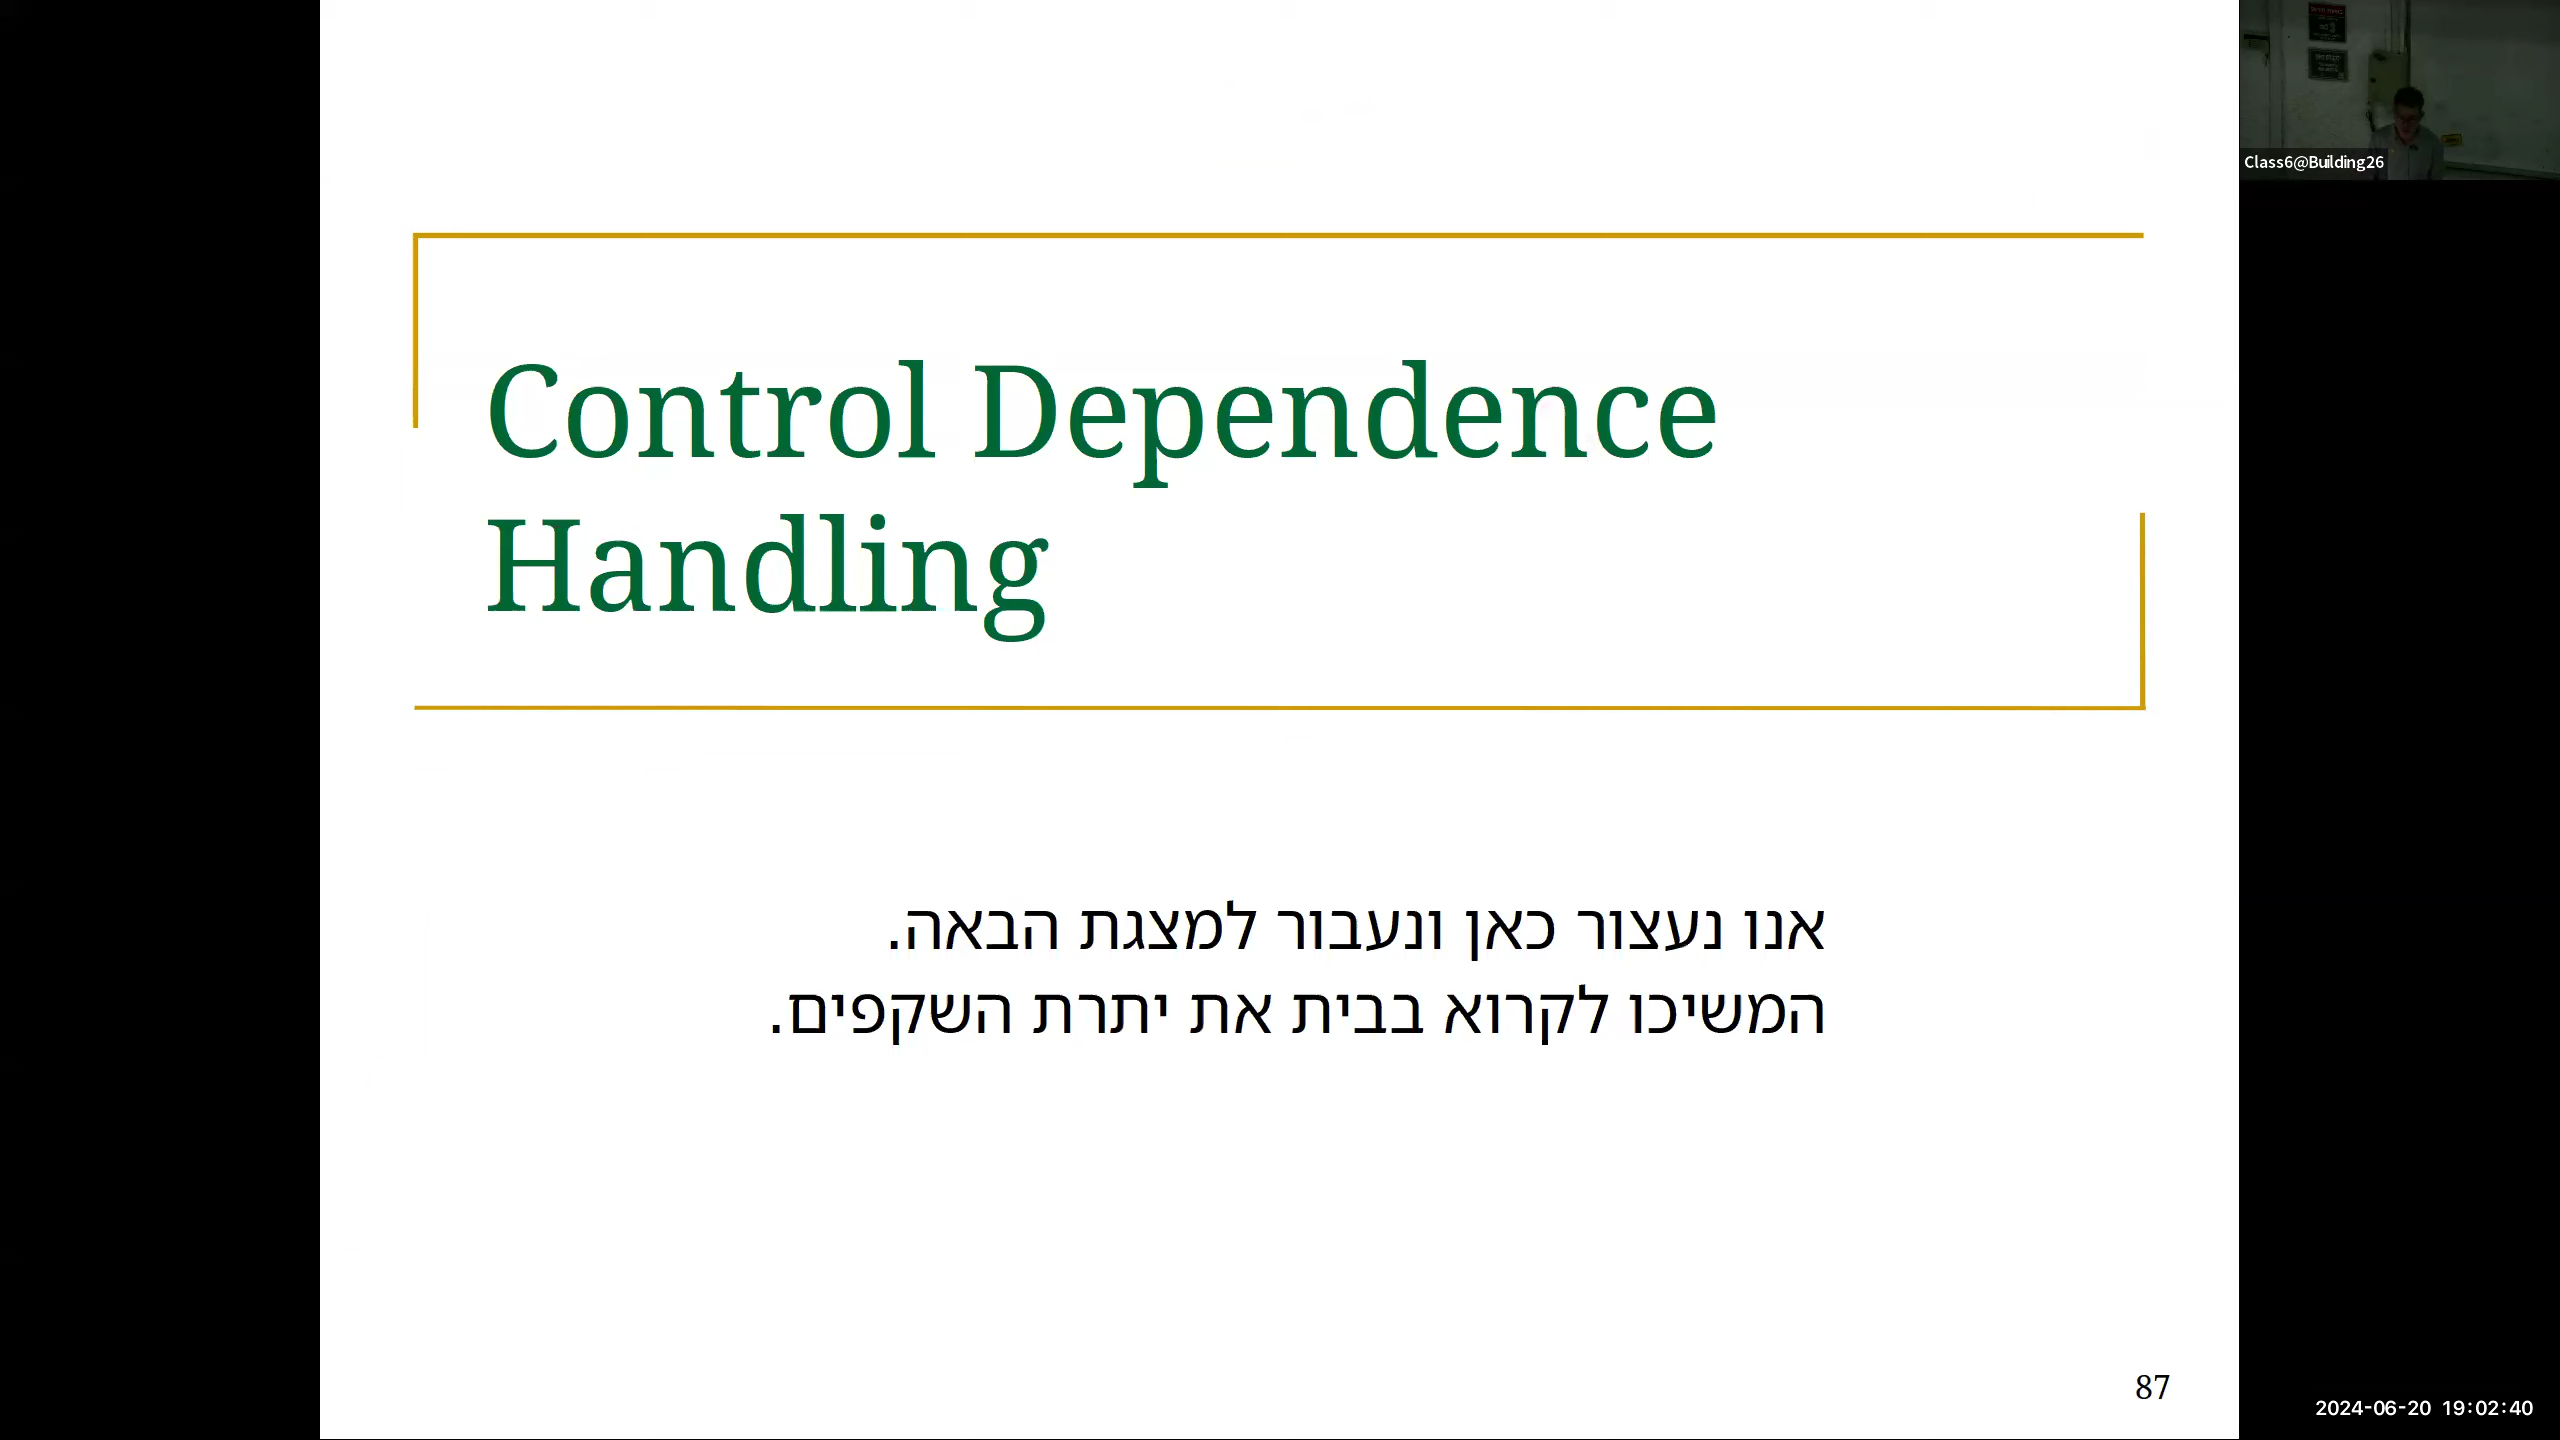 Class6@Building26
Control Dependence
Handling
אנו נעצור כאן ונעבור למצגת הבאה.
המשיכו לקרוא בבית את יתרת השקפים.
87
2024-06-20 19:02:40